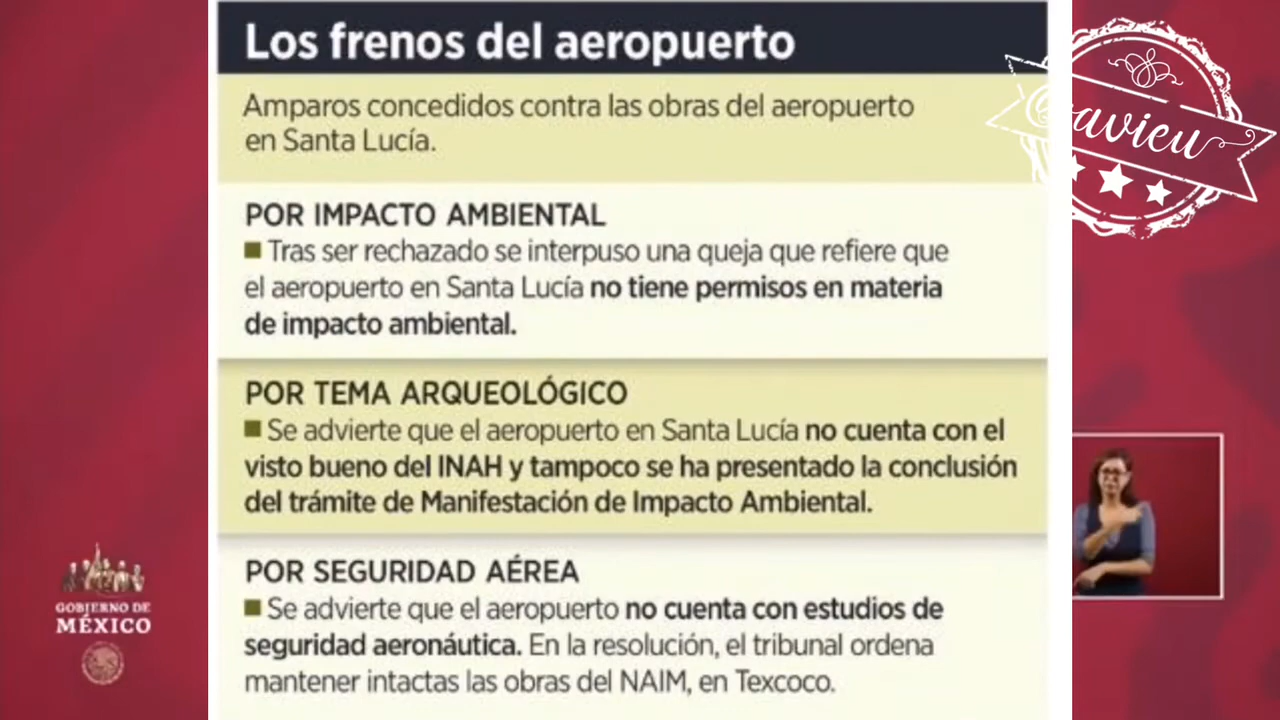 Los frenos del aeropuerto
Amparos concedidos contra las obras del aeropuerto
en Santa Lucía.
POR IMPACTO AMBIENTAL
Tras ser rechazado se interpuso una queja que refiere que
el aeropuerto en Santa Lucía no tiene permisos en materia
de impacto ambiental.
POR TEMA ARQUEOLÓGICO
Se advierte que el aeropuerto en Santa Lucía no cuenta con el
visto bueno del INAH y tampoco se ha presentado la conclusión
del trámite de Manifestación de Impacto Ambiental.
POR SEGURIDAD AÉREA
Se advierte que el aeropuerto no cuenta con estudios de
seguridad aeronáutica. En la resolución, el tribunal ordena
mantener intactas las obras del NAIM, en Texcoco.
GOBIERNO DE
MÉXICO